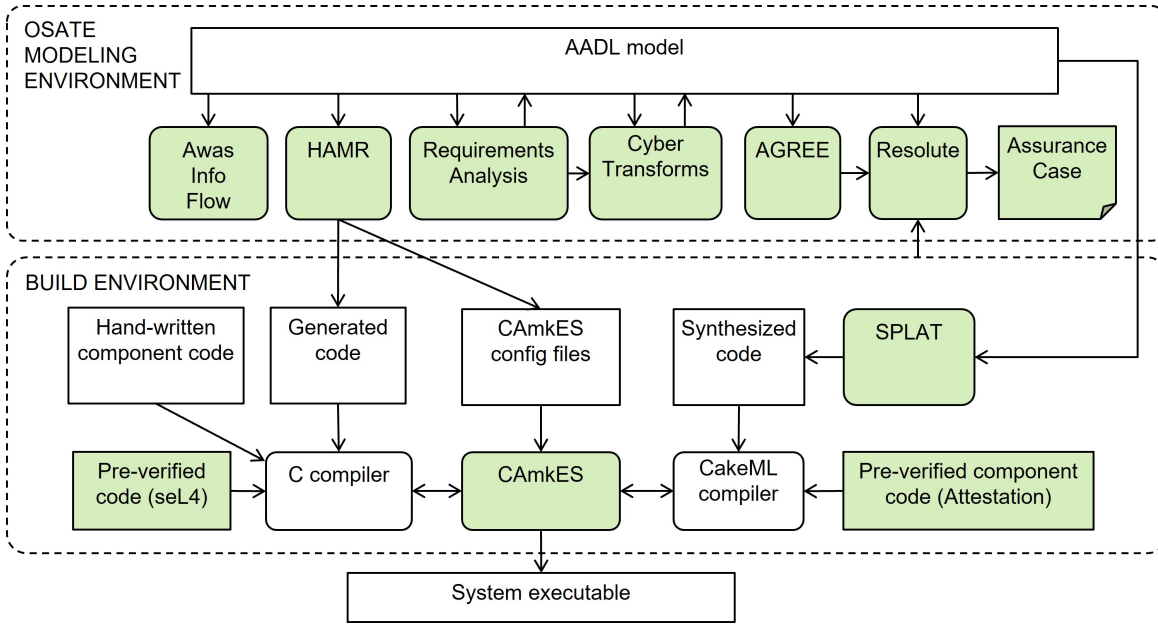 OSATE
MODELING
ENVIRONMENT
AADL model
Awas
Info
Flow
HAMR
Requirements
Analysis
Cyber
Transforms
AGREE
Resolute
Assurance
Case
BUILD ENVIRONMENT
Hand-written
component code
Generated
code
CAmkES
config files
Synthesized
code
SPLAT
Pre-verified
code (seL4)
C compiler
CAmkES
CakeML
compiler
Pre-verified component
code (Attestation)
System executable